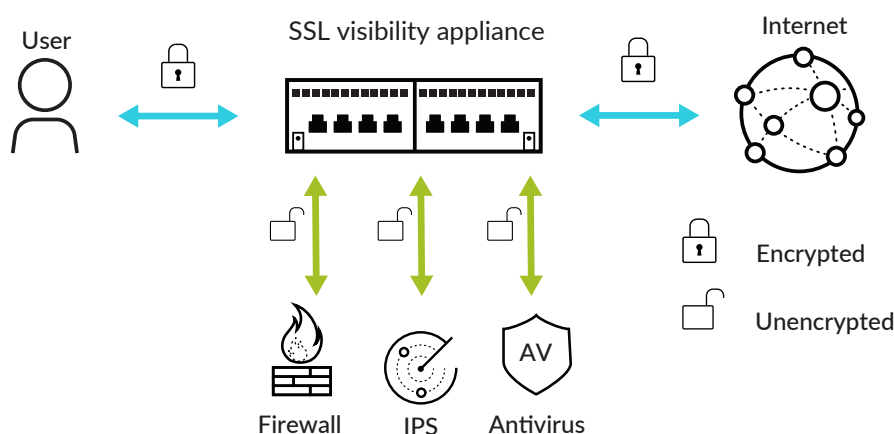 User
SSL visibility appliance
Internet
Encrypted
Unencrypted
AV
Firewall
IPS
Antivirus